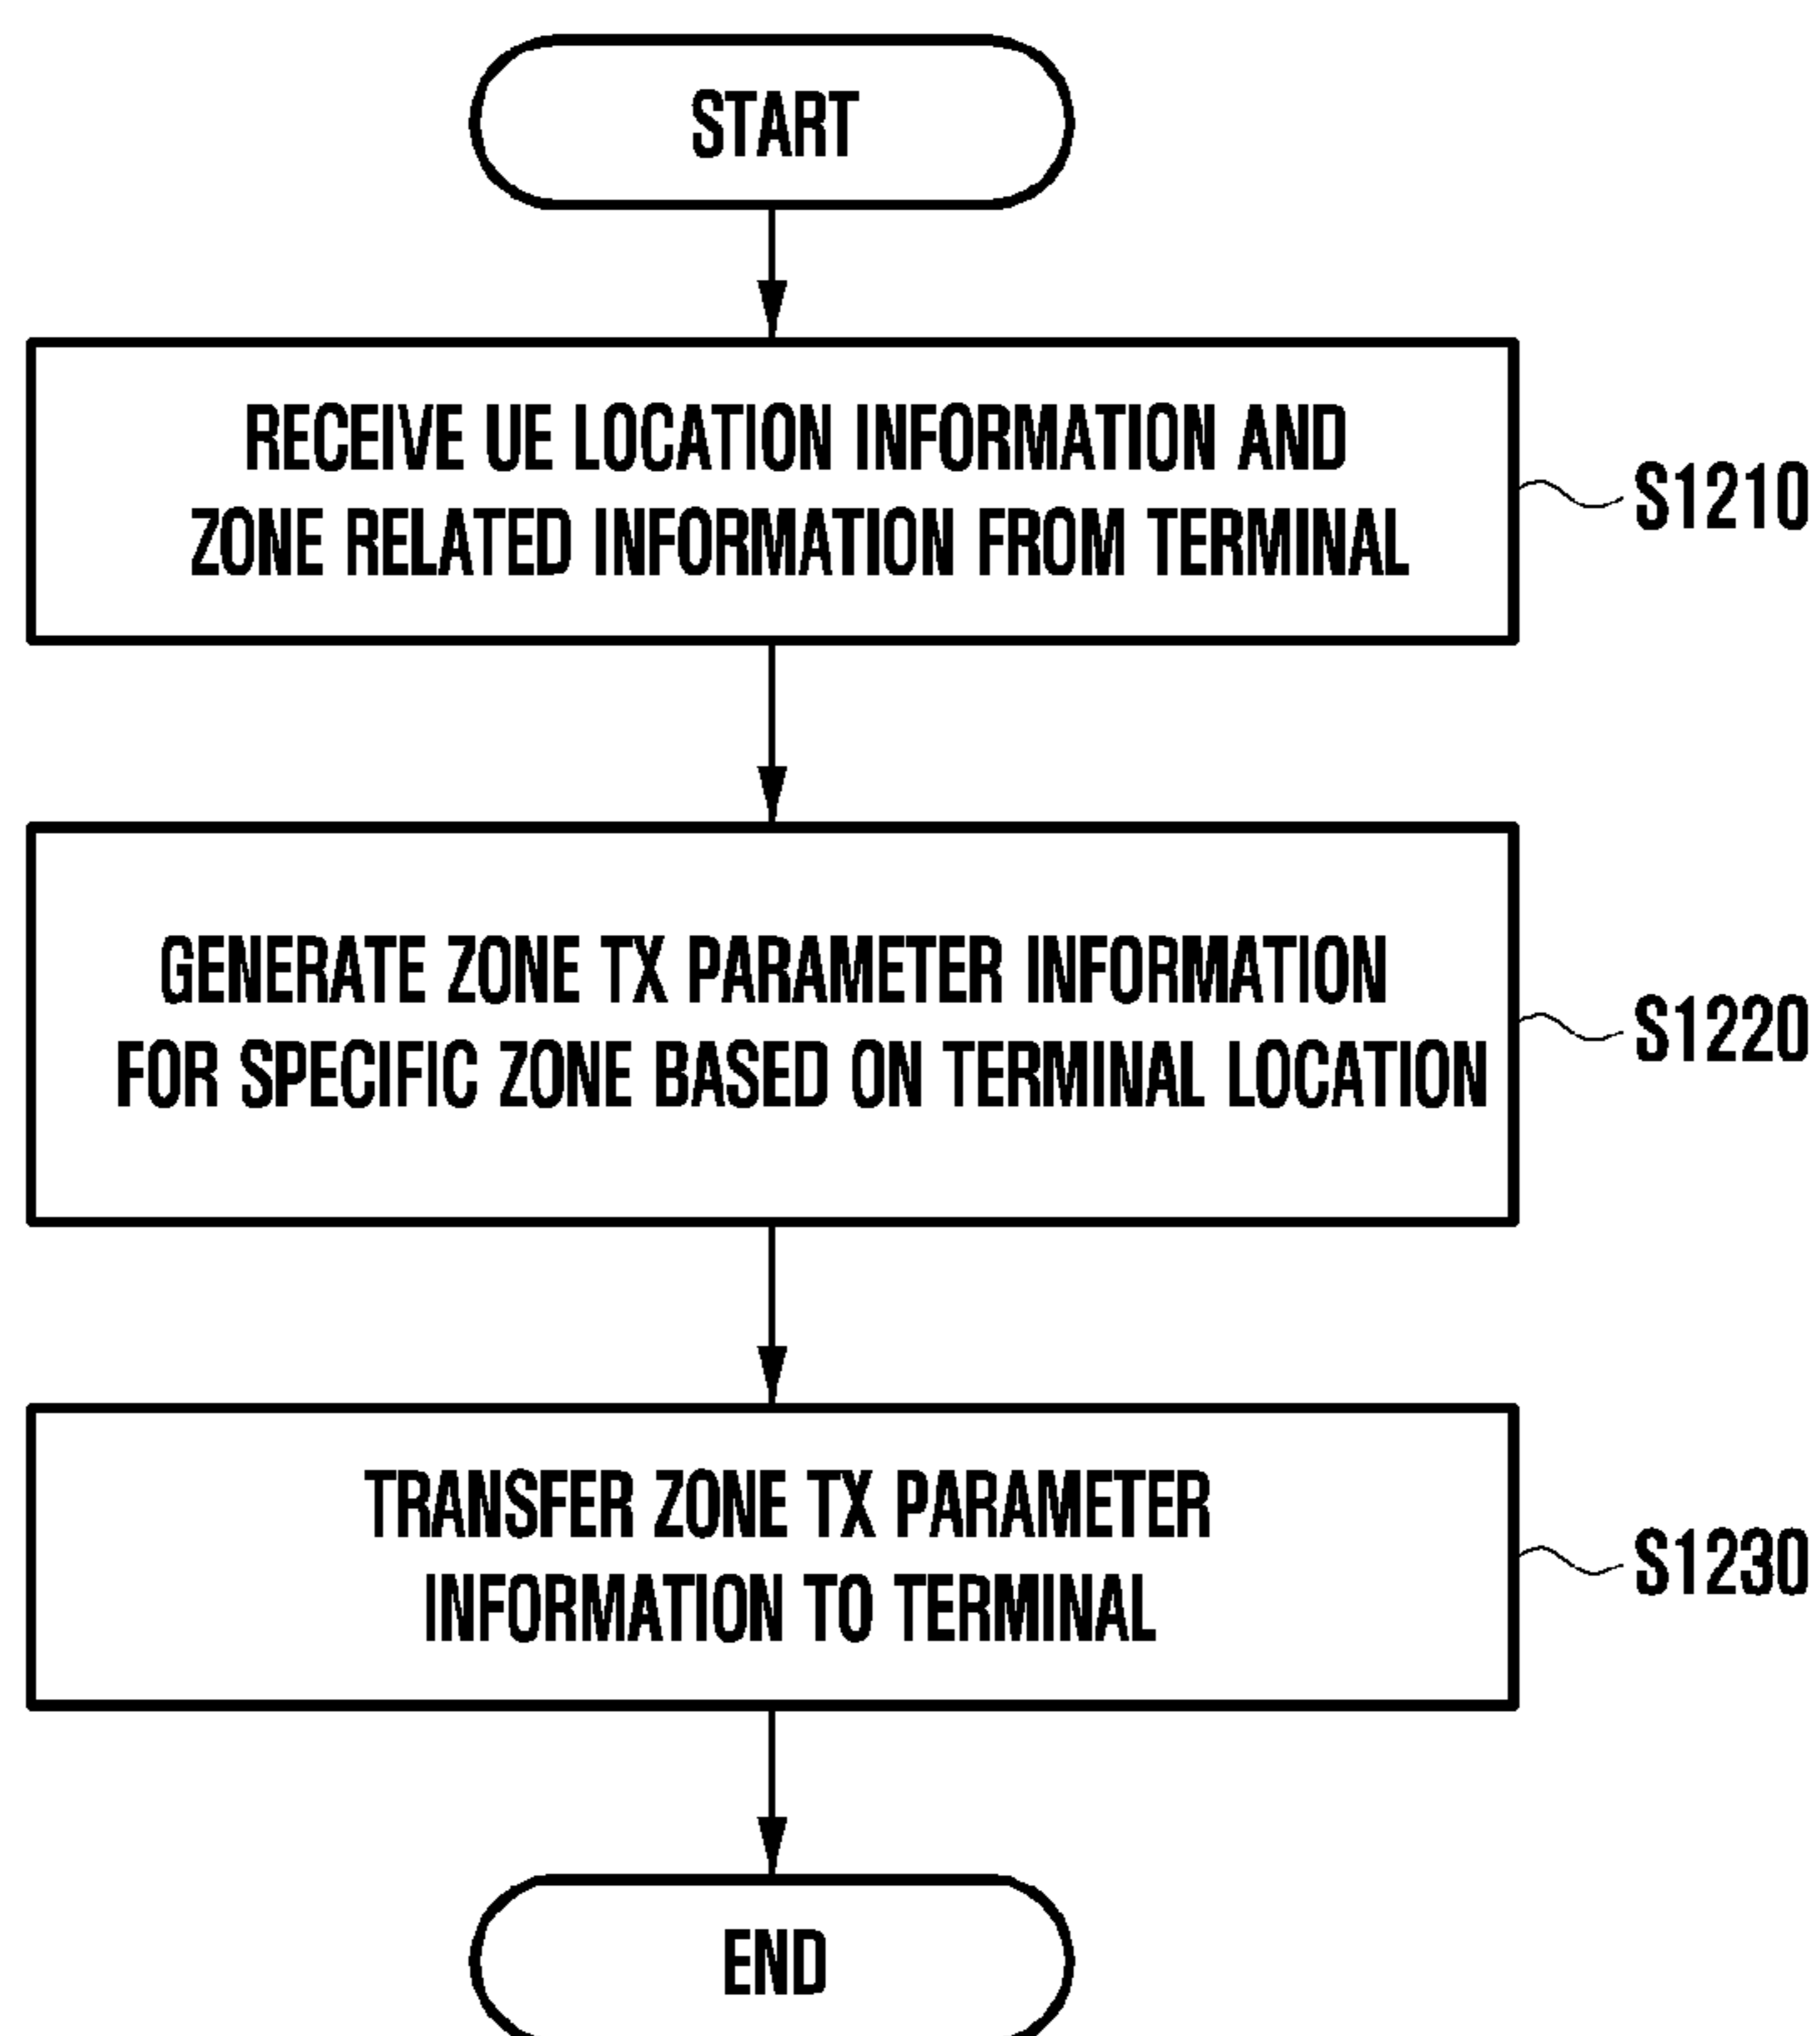 START
RECEIVE UE LOCATION INFORMATION AND
ZONE RELATED INFORMATION FROM TERMINAL
S1210
GENERATE ZONE TX PARAMETER INFORMATION
FOR SPECIFIC ZONE BASED ON TERMINAL LOCATION
S1220
TRANSFER ZONE TX PARAMETER
INFORMATION TO TERMINAL
S1230
END